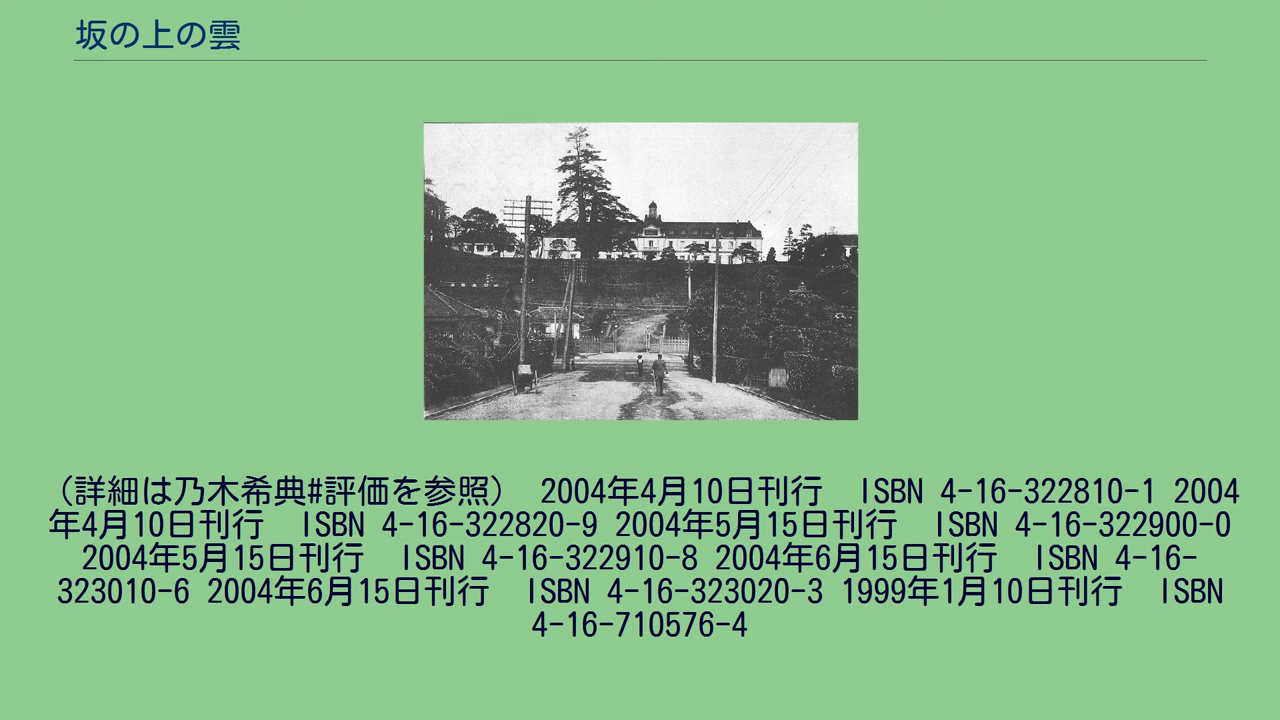 坂の上の雲
（詳細は乃木希典#評価を参照）　2004年4月10日刊行　ISBN 4-16-322810-1 2004
年4月10日刊行　ISBN 4-16-322820-9 2004年5月15日刊行　ISBN 4-16-322900-0
2004年5月15日刊行　ISBN 4-16-322910-8 2004年6月15日刊行　ISBN 4-16-
323010-6 2004年6月15日刊行　ISBN 4-16-323020-3 1999年1月10日刊行　ISBN
4-16-710576-4